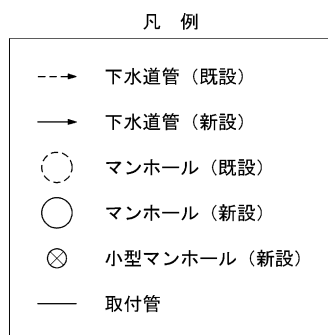 凡 例
下水道管（既設）
下水道管（新設）
マンホール（既設）
マンホール（新設）
小型マンホール（新設）
取付管